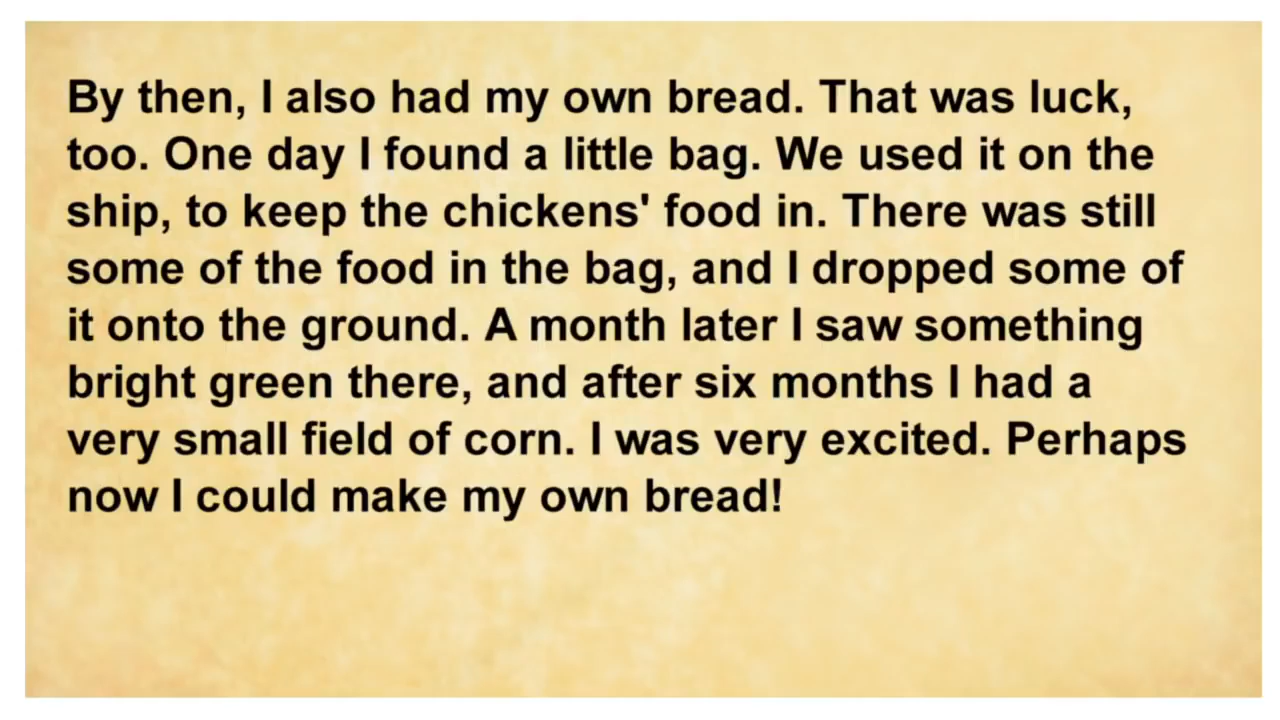 By then, I also had my own bread. That was luck,
too. One day I found a little bag. We used it on the
ship, to keep the chickens' food in. There was still
some of the food in the bag, and I dropped some of
it onto the ground. A month later I saw something
bright green there, and after six months I had a
very small field of corn. I was very excited. Perhaps
now I could make my own bread!